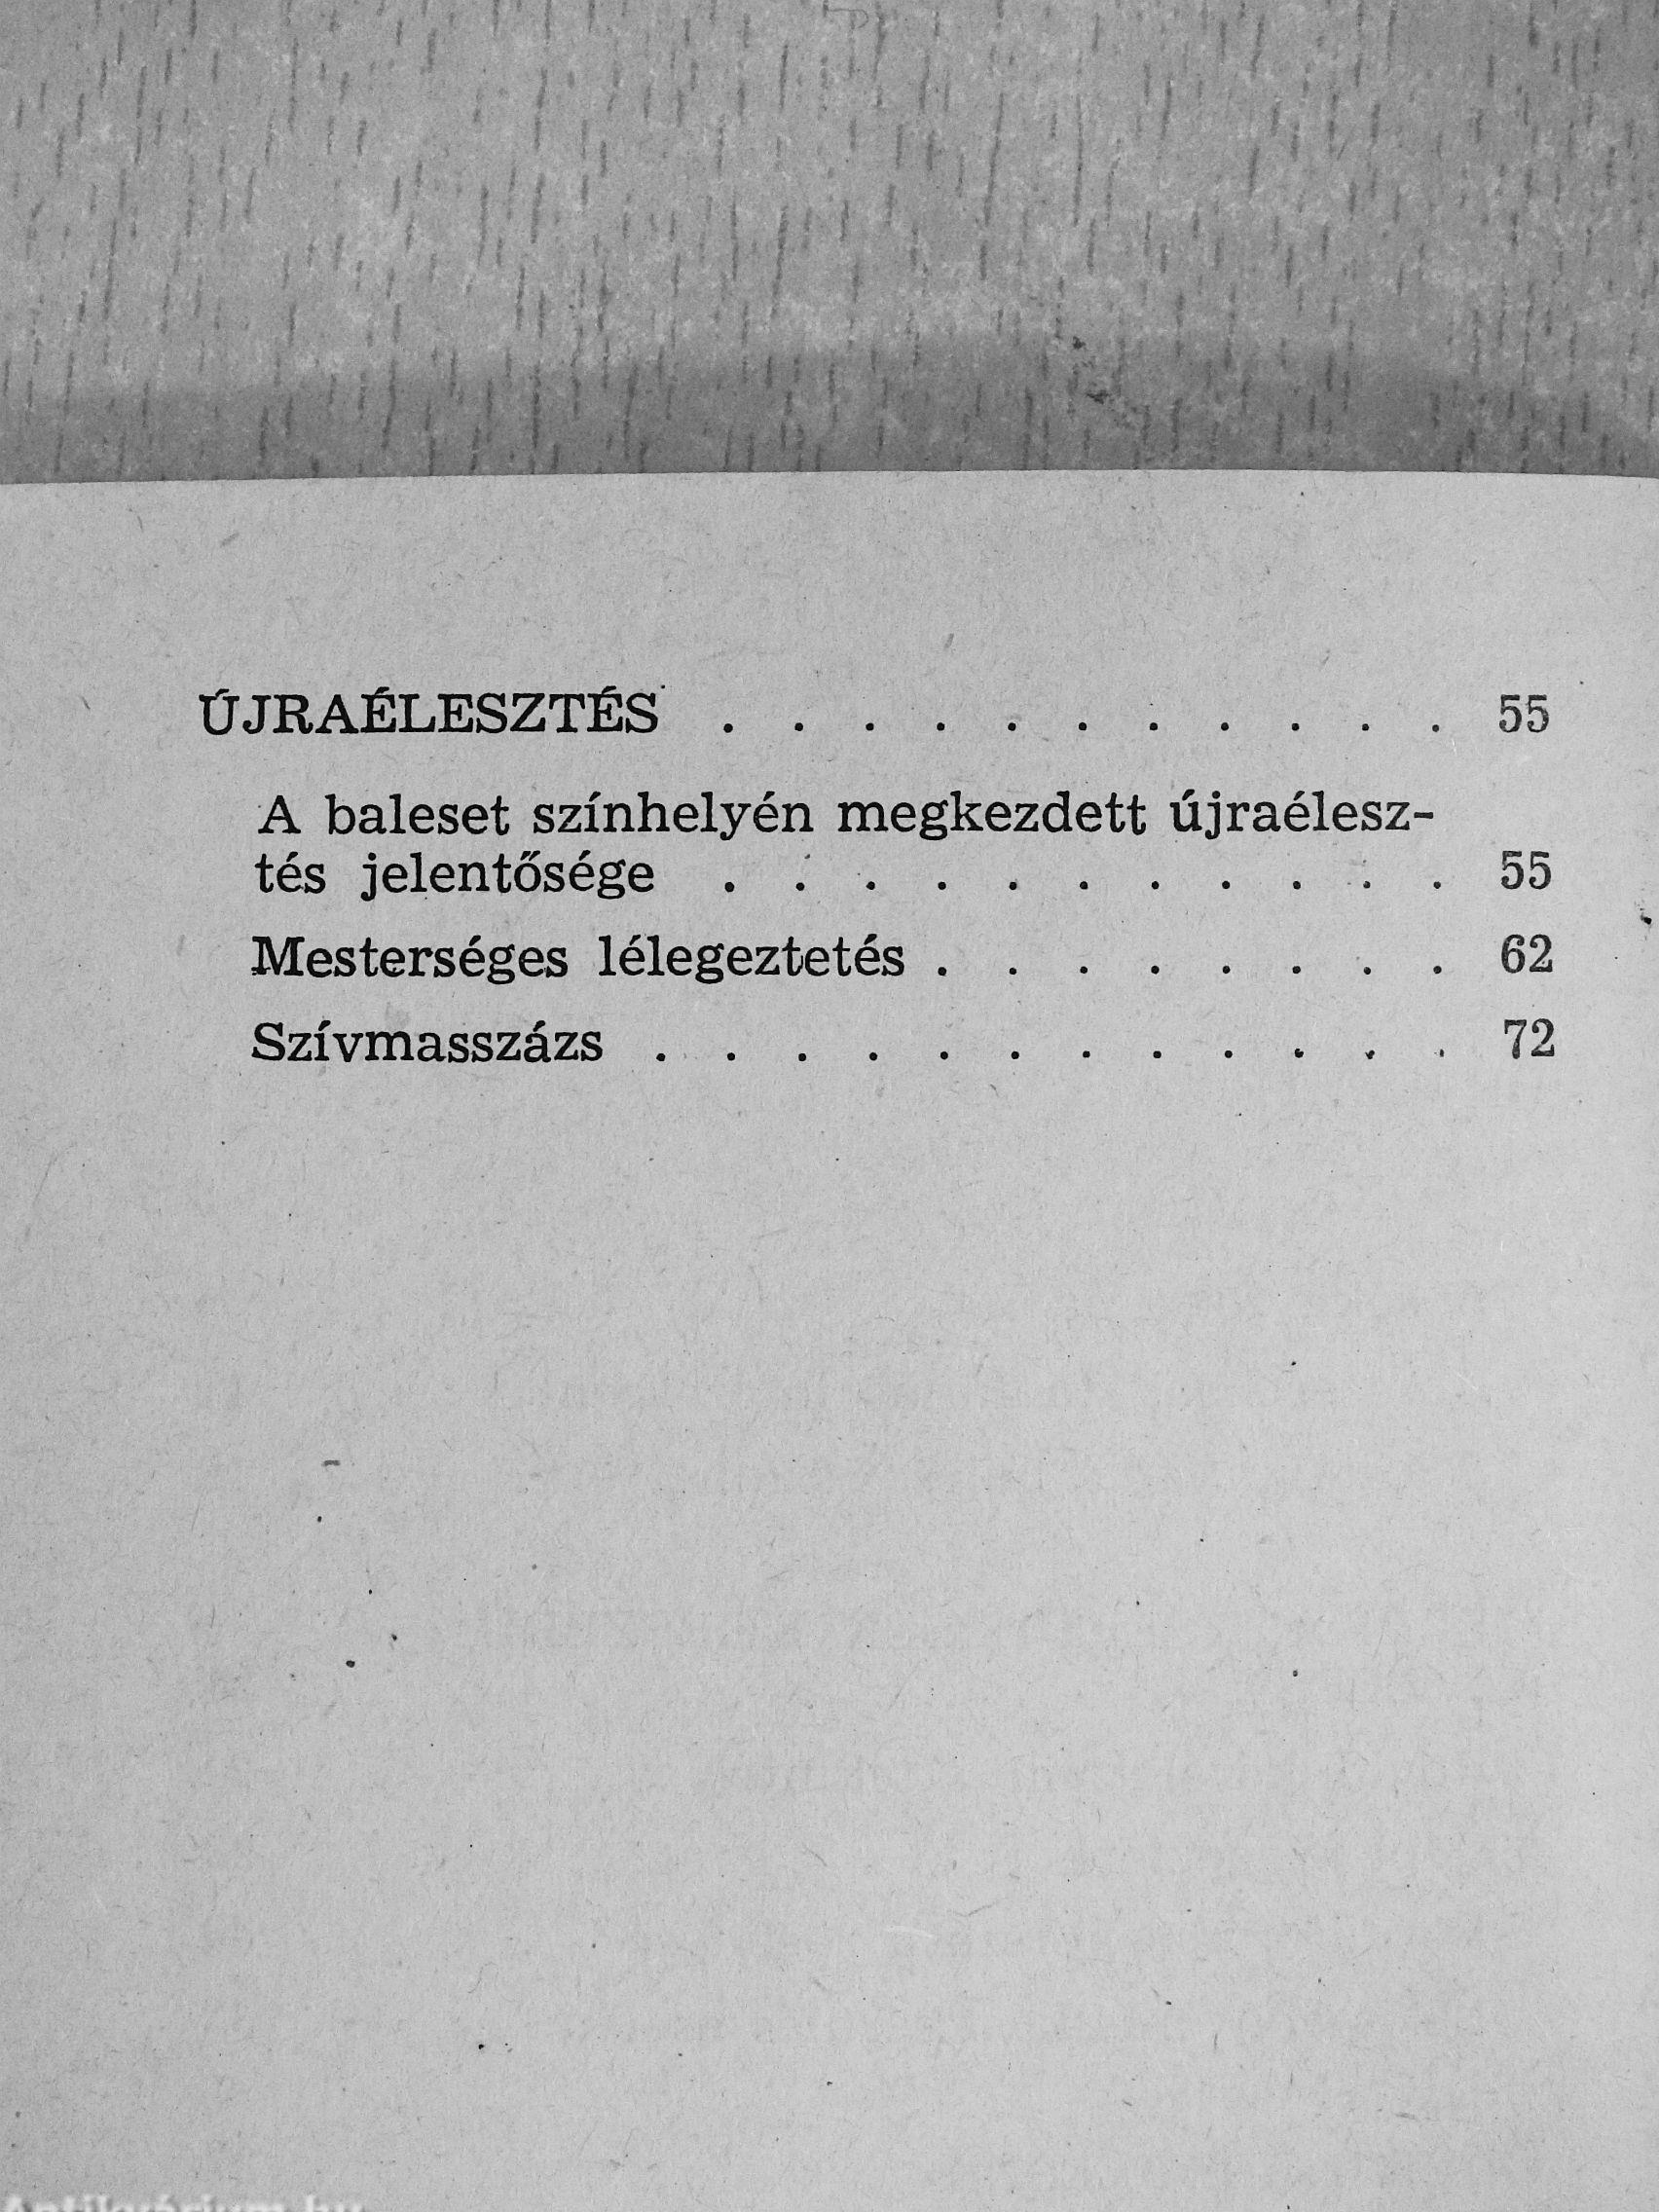 ÚJRAÉLESZTÉS . . . . . . . . . . . 55
A baleset színhelyén megkezdett újraélesz-
tés jelentősége . . . . . . . . . . . 55
Mesterséges lélegeztetés . . . . . . . . 62
Szívmasszázs . . . . . . . . . . . . 72